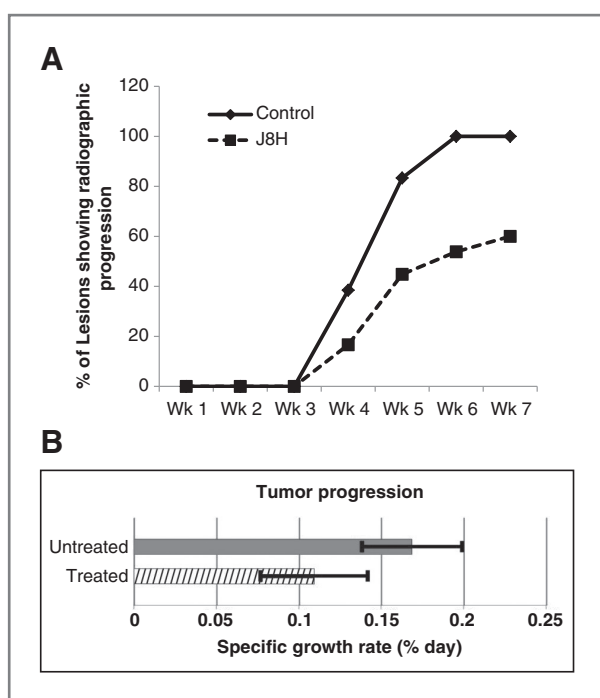 A
% of Lesions showing radiographic
progression
120
100
80
60
40
20
0
Control
J8H
Wk 1 Wk 2 Wk 3 Wk 4 Wk 5 Wk 6 Wk 7
B
Tumor progression
Untreated
Treated
0 0.05 0.1 0.15 0.2 0.25
Specific growth rate (% day)